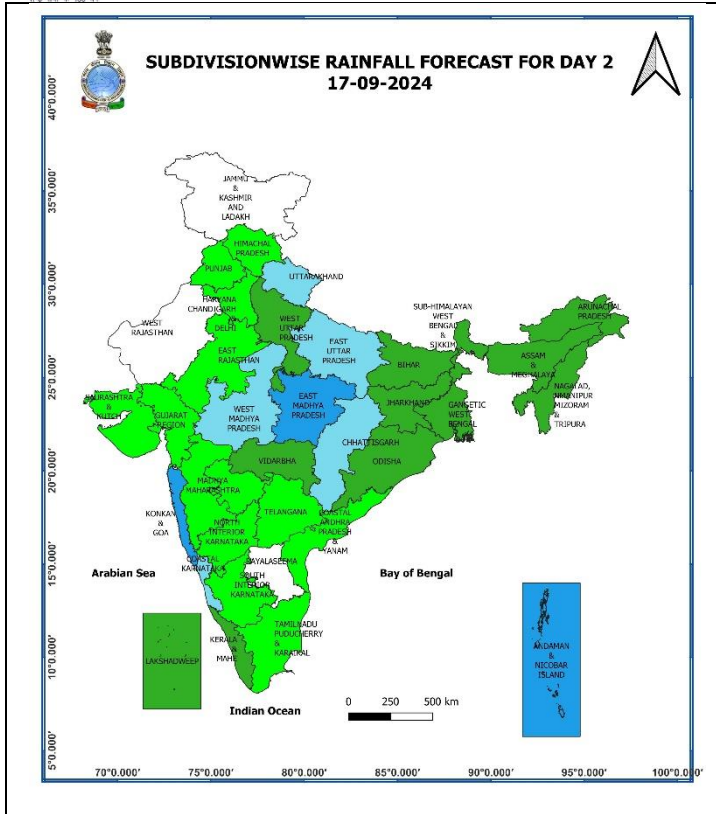 SUBDIVISIONWISE RAINFALL FORECAST FOR DAY 2
17-09-2024
40°0.000'
35°0.000'
30°0.000'
25°0.000'
20°0.000'
15°0.000'
10°0.000'
5°0.000'
JAMMU
&
KASHMIR
AND
LADAKH
HIMACHAL
PRADESH
PUNJAB
UTTARAKHAND
HARYANA
CHANDIGARH
&
DELHI
WEST
RAJASTHAN
WEST
UTTAR
PRADESH
SUB-HIMALAYAN
WEST
BENGAL
&
SIKKIM
ARUNACHAL
PRADESH
EAST
RAJASTHAN
EAST
UTTAR
PRADESH
BIHAR
ASSAM
&
MEGHALAYA
SAURASHTRA
&
KUTCH
GUJARAT
REGION
WEST
MADHYA
PRADESH
EAST
MADHYA
PRADESH
JHARKHAND
GANGETIC
WEST
BENGAL
NAGALAD,
MANIPUR
MIZORAM
&
TRIPURA
CHHATTISGARH
VIDARBHA
ODISHA
MADHYA
MAHARASHTRA
TELANGANA
KONKAN
&
GOA
NORTH
INTERIOR
KARNATAKA
COASTAL
ANDHRA
PRADESH
&
YANAM
COASTAL
KARNATAKA
RAYALASEEMA
SOUTH
INTERIOR
KARNATAKA
Arabian Sea
Bay of Bengal
KERALA
&
MAHE
TAMILNADU
PUDUCHERRY
&
KARAIKAL
LAKSHADWEEP
ANDAMAN
&
NICOBAR
ISLAND
Indian Ocean
0 250 500 km
70°0.000' 75°0.000' 80°0.000' 85°0.000' 90°0.000' 95°0.000' 100°0.000'